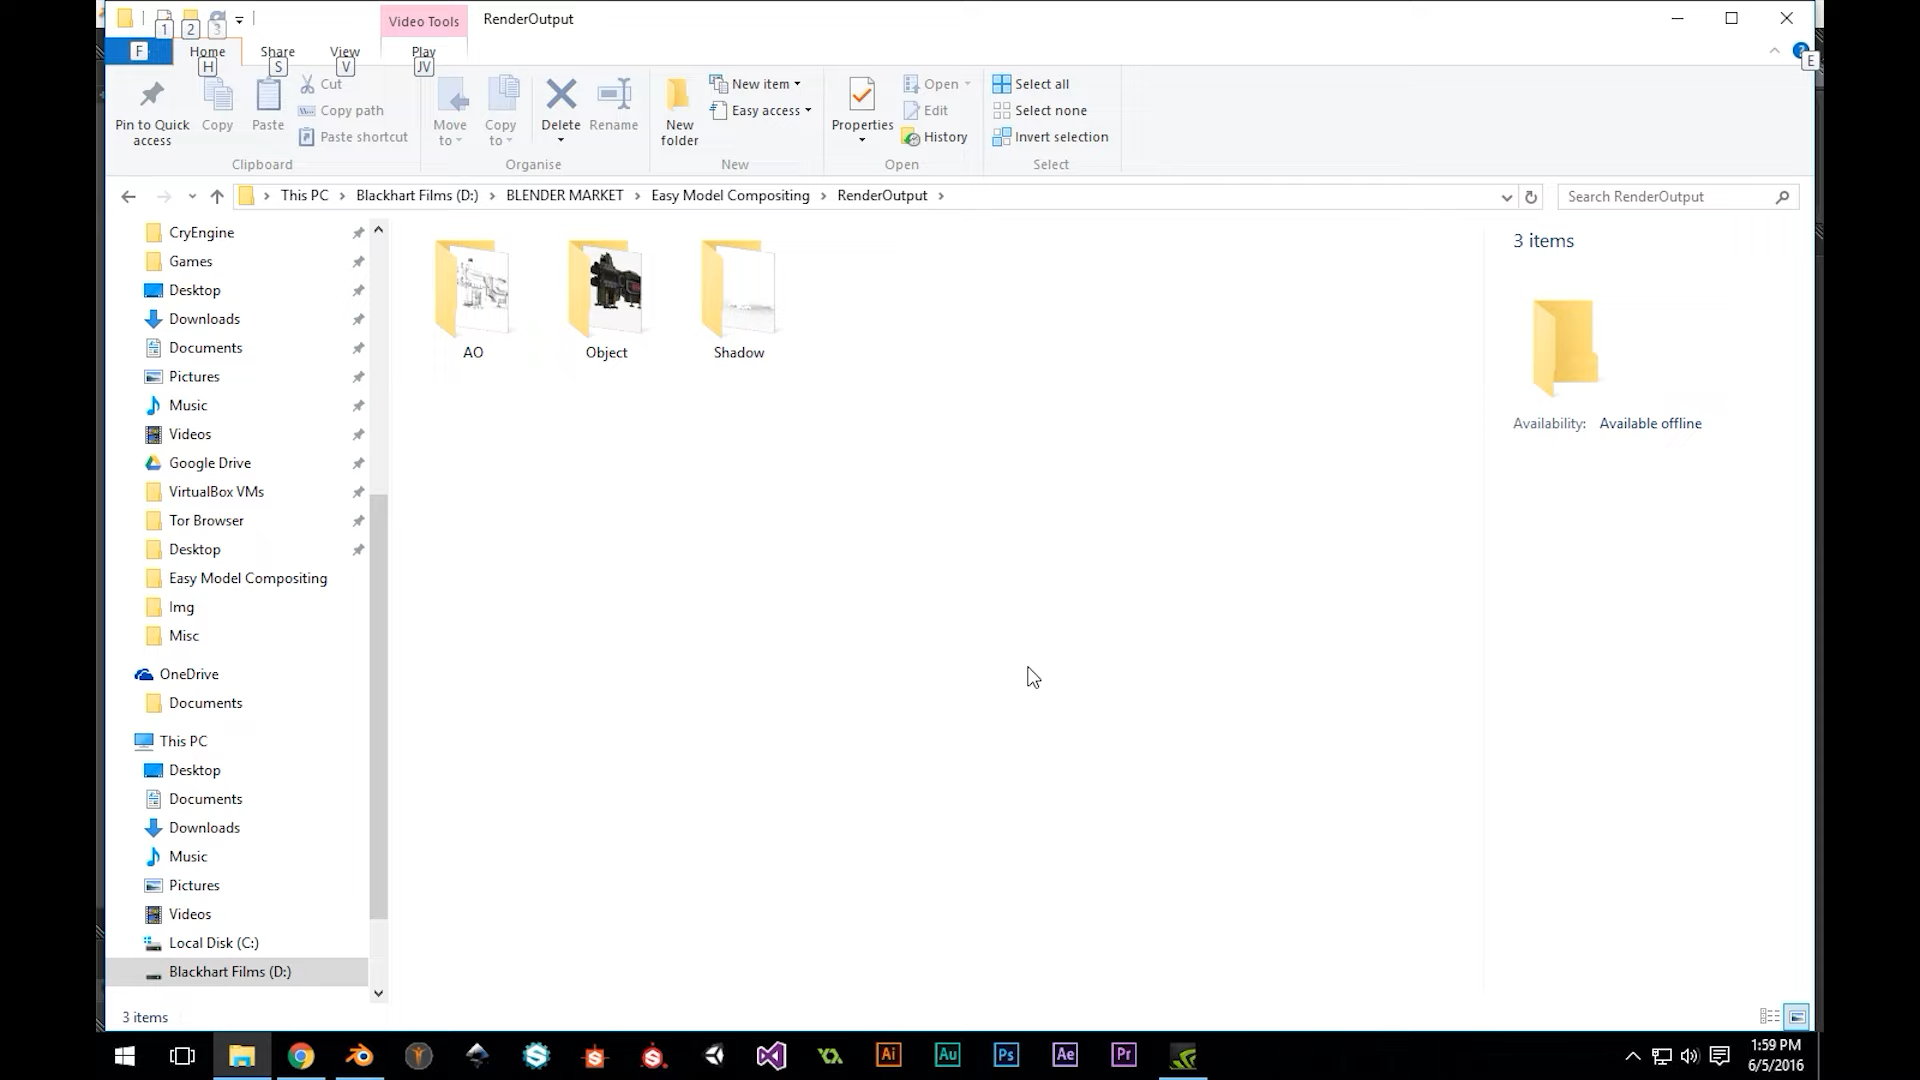 Video Tools RenderOutput
1 2 3
F Home Share View Play
H S V JV E
Pin to Quick access
Copy
Paste
Cut
Copy path
Paste shortcut
Clipboard
Move to
Copy to
Delete
Rename
Organise
New folder
New item
Easy access
New
Properties
Open
Edit
History
Open
Select all
Select none
Invert selection
Select
This PC > Blackhart Films (D:) > BLENDER MARKET > Easy Model Compositing > RenderOutput >
Search RenderOutput
CryEngine
Games
Desktop
Downloads
Documents
Pictures
Music
Videos
Google Drive
VirtualBox VMs
Tor Browser
Desktop
Easy Model Compositing
Img
Misc
OneDrive
Documents
This PC
Desktop
Documents
Downloads
Music
Pictures
Videos
Local Disk (C:)
Blackhart Films (D:)
AO
Object
Shadow
3 items
Availability: Available offline
3 items
Ai Au Ps Ae Pr
1:59 PM
6/5/2016